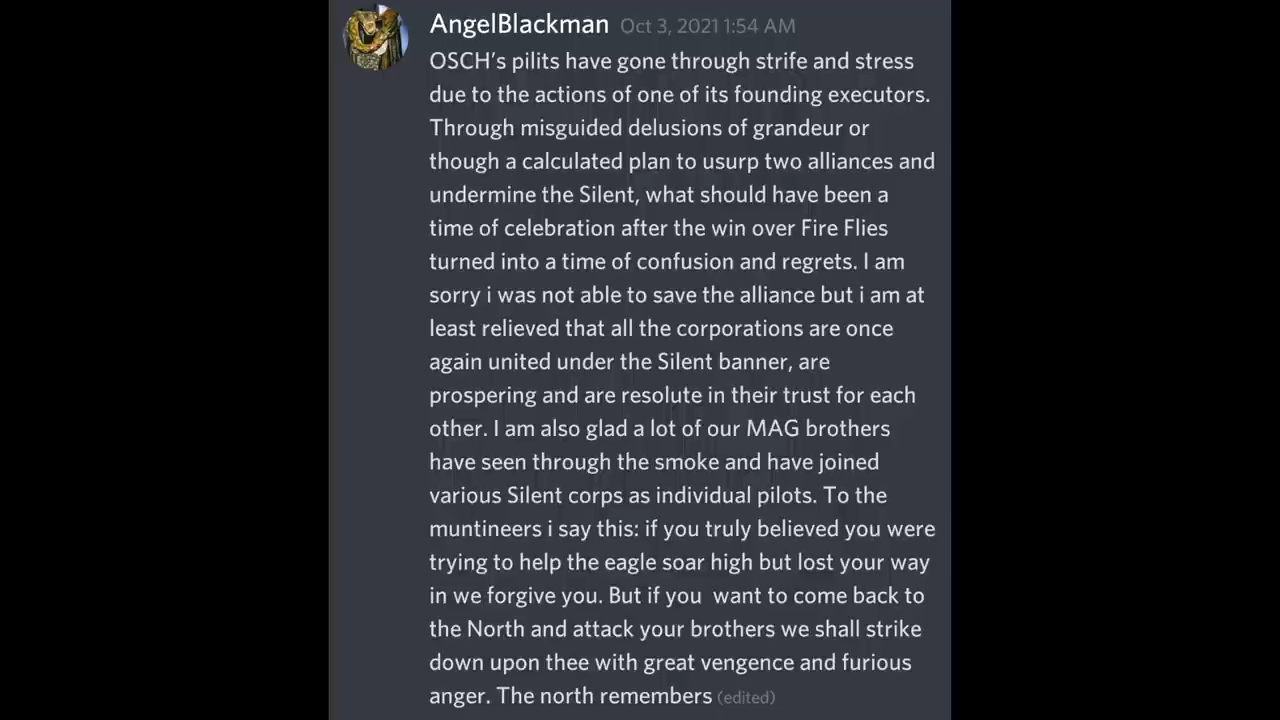 AngelBlackman Oct 3, 2021 1:54 AM
OSCH's pilits have gone through strife and stress
due to the actions of one of its founding executors.
Through misguided delusions of grandeur or
though a calculated plan to usurp two alliances and
undermine the Silent, what should have been a
time of celebration after the win over Fire Flies
turned into a time of confusion and regrets. I am
sorry i was not able to save the alliance but i am at
least relieved that all the corporations are once
again united under the Silent banner, are
prospering and are resolute in their trust for each
other. I am also glad a lot of our MAG brothers
have seen through the smoke and have joined
various Silent corps as individual pilots. To the
muntineers i say this: if you truly believed you were
trying to help the eagle soar high but lost your way
in we forgive you. But if you  want to come back to
the North and attack your brothers we shall strike
down upon thee with great vengence and furious
anger. The north remembers (edited)